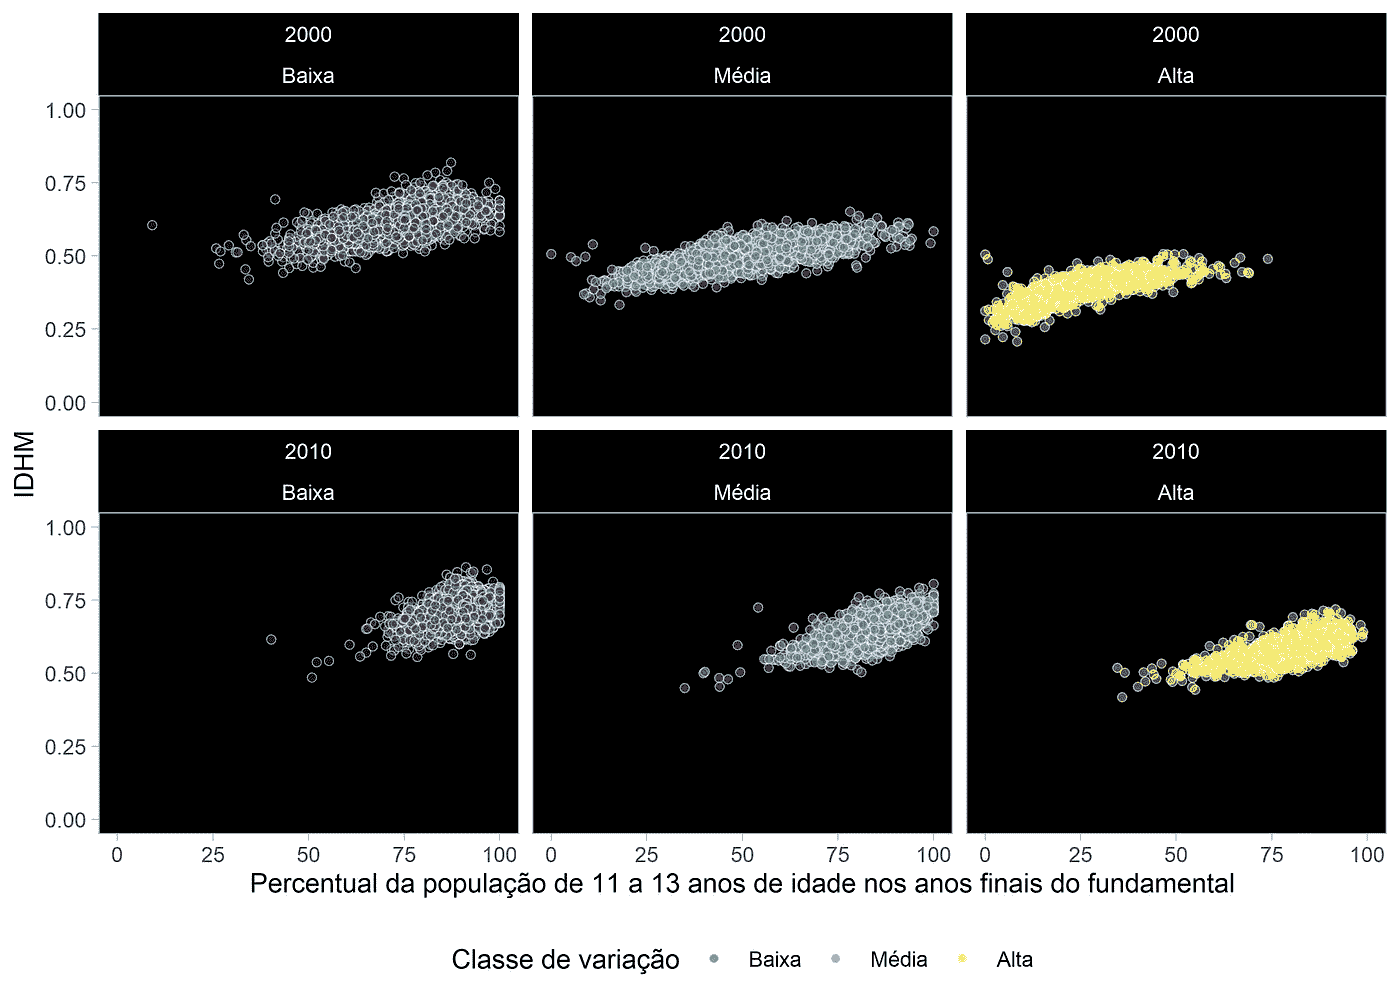 2000
2000
2000
Baixa
Média
Alta
1.00
0.75
0.50
0.25
0.00
IDHM
2010
2010
2010
Baixa
Média
Alta
1.00
0.75
0.50
0.25
0.00
0 25 50 75 100
0 25 50 75 100
0 25 50 75 100
Percentual da população de 11 a 13 anos de idade nos anos finais do fundamental
Classe de variação Baixa Média Alta